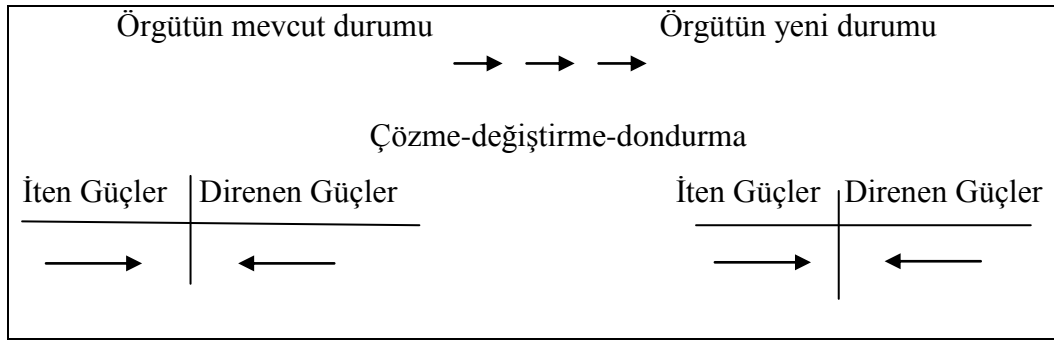 Örgütün mevcut durumu Örgütün yeni durumu
Çözme-değiştirme-dondurma
İten Güçler Direnen Güçler İten Güçler Direnen Güçler